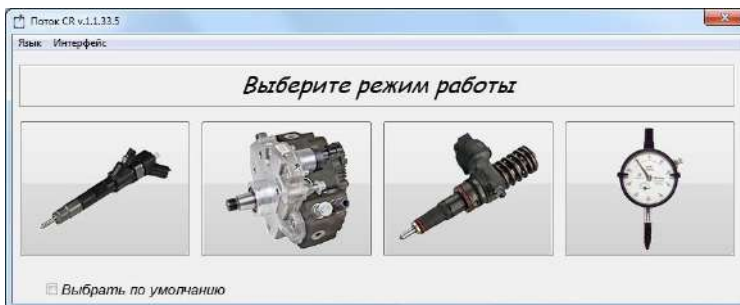 Поток CR v.1.1.33.5
Язык Интерфейс
Выберите режим работы
Выбрать по умолчанию